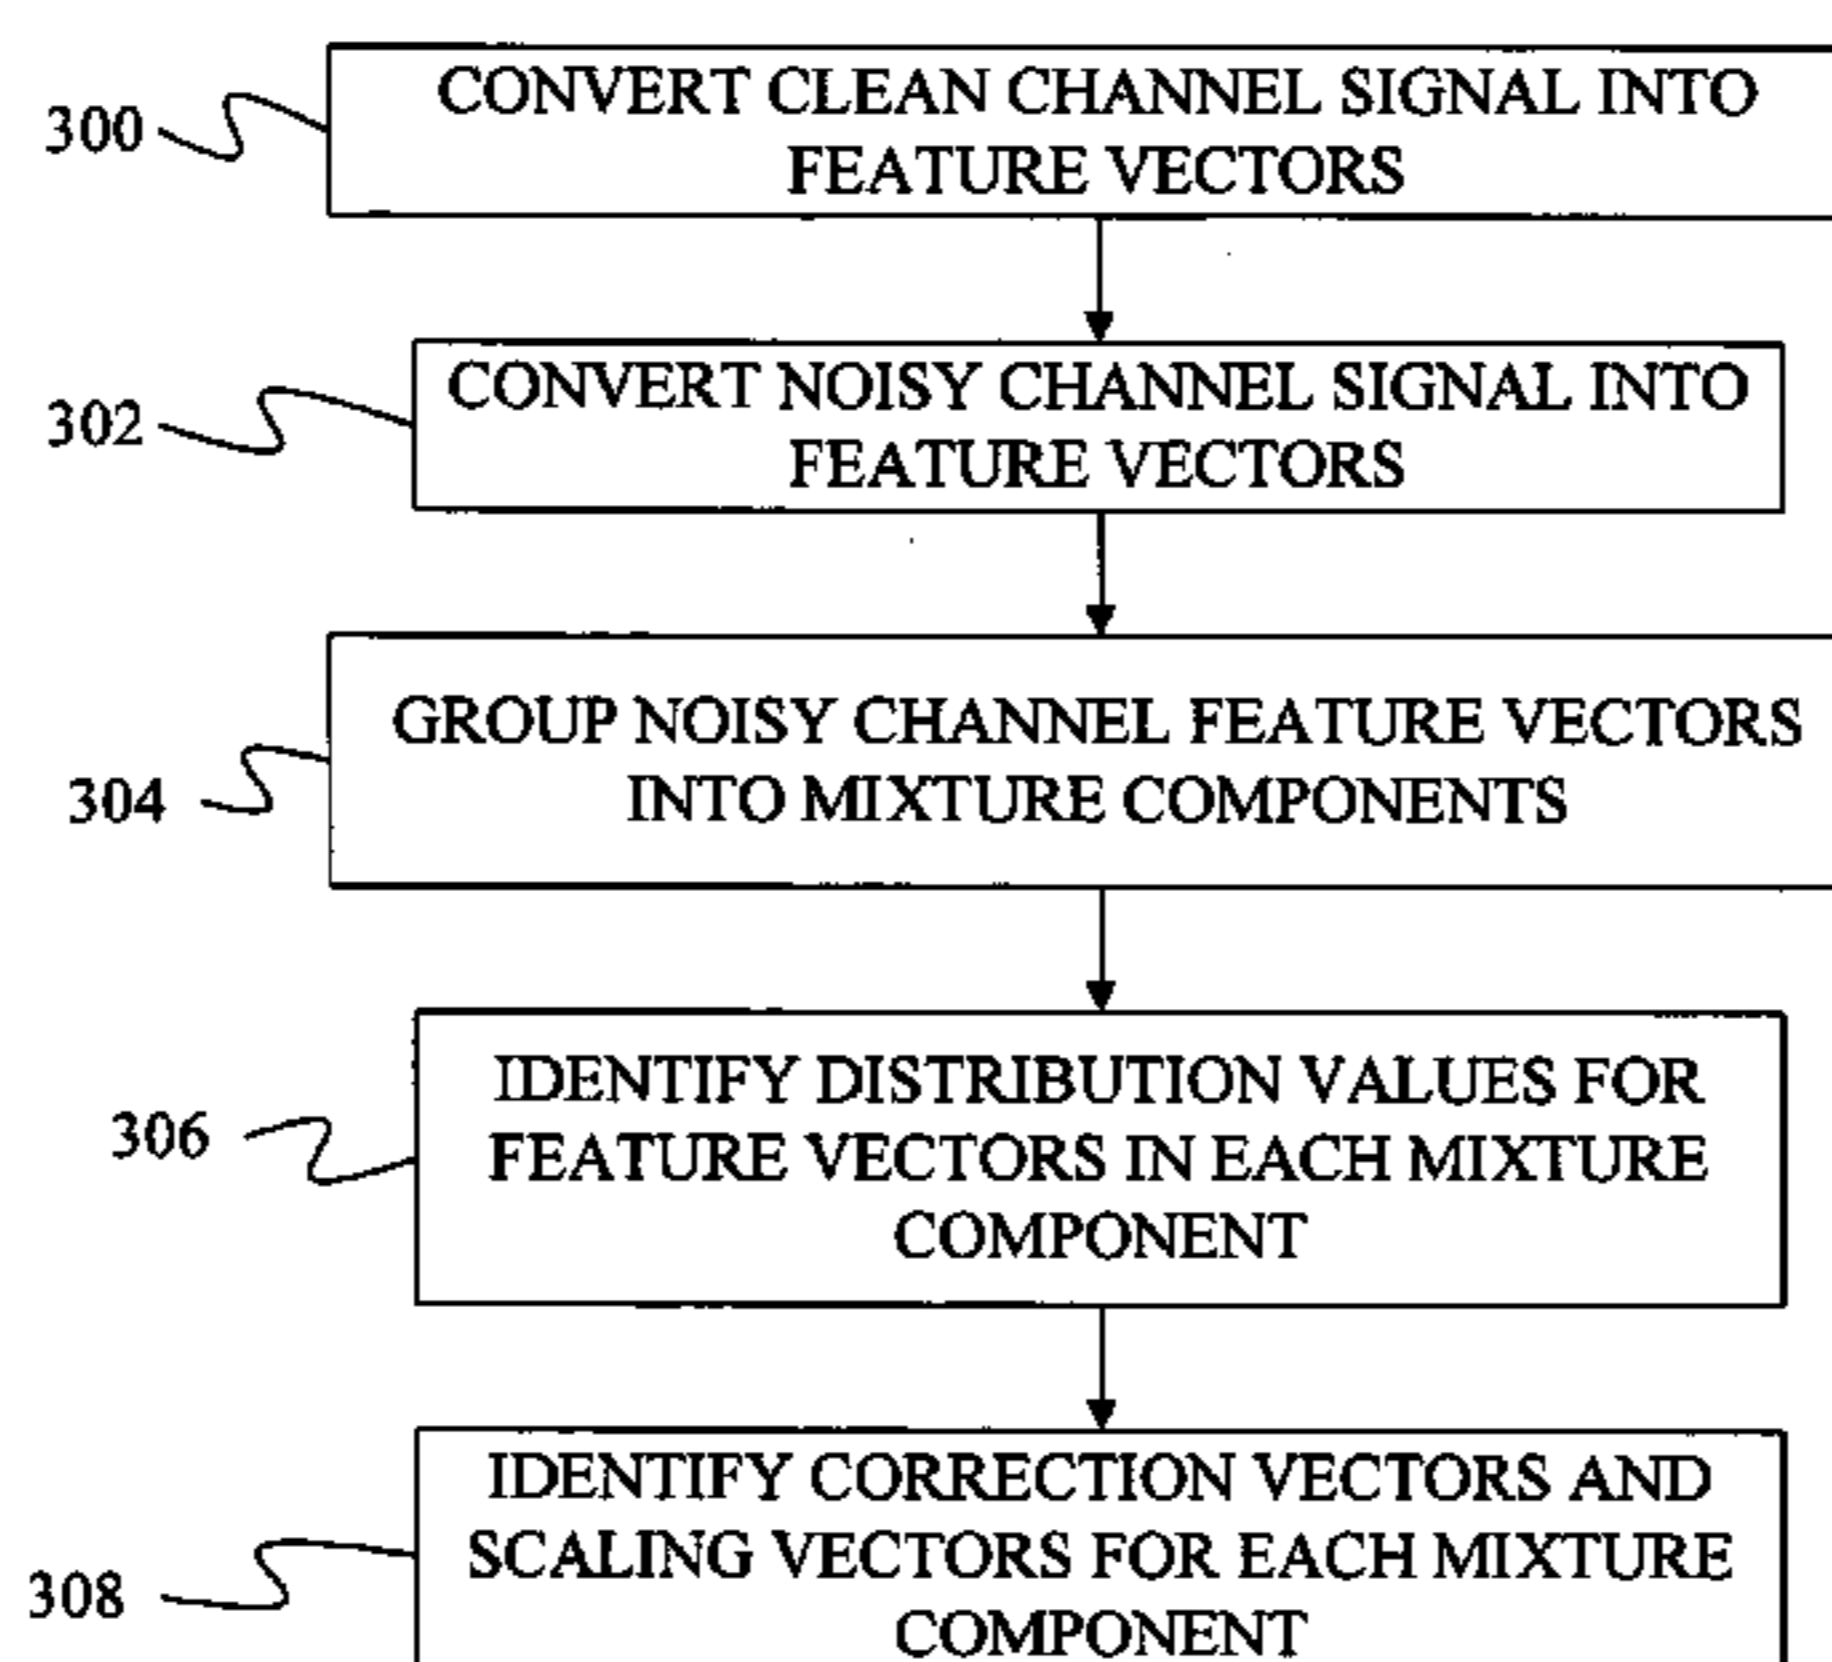 300
CONVERT CLEAN CHANNEL SIGNAL INTO
FEATURE VECTORS
302
CONVERT NOISY CHANNEL SIGNAL INTO
FEATURE VECTORS
304
GROUP NOISY CHANNEL FEATURE VECTORS
INTO MIXTURE COMPONENTS
306
IDENTIFY DISTRIBUTION VALUES FOR
FEATURE VECTORS IN EACH MIXTURE
COMPONENT
308
IDENTIFY CORRECTION VECTORS AND
SCALING VECTORS FOR EACH MIXTURE
COMPONENT